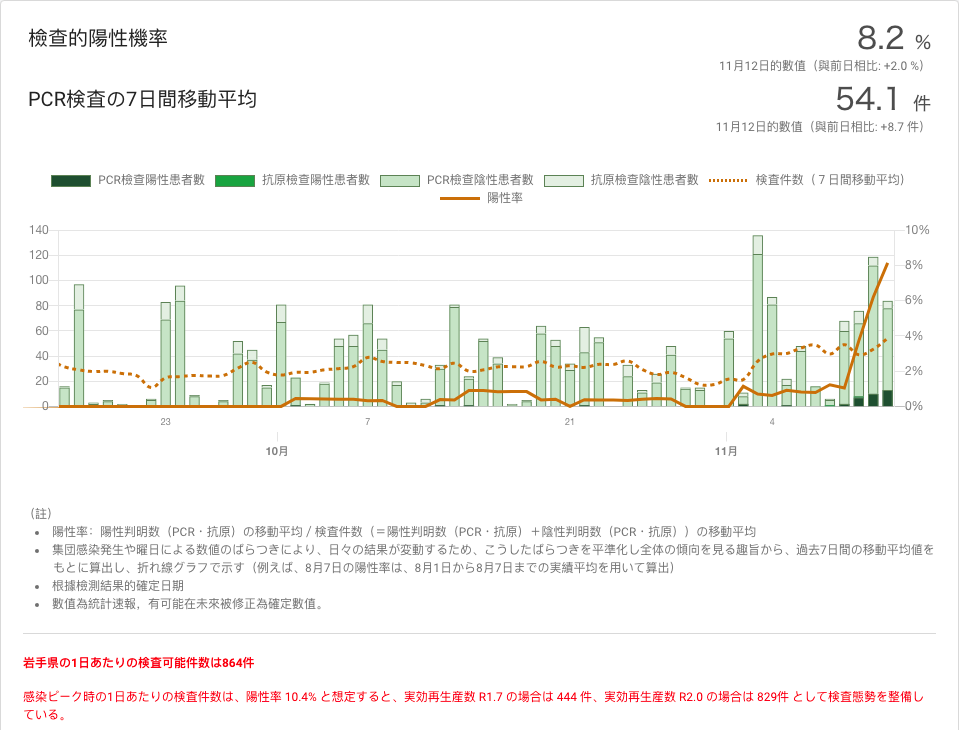 檢查的陽性機率
8.2 %
11月12日的數值（與前日相比: +2.0 %）
PCR検査の7日間移動平均
54.1 件
11月12日的數值（與前日相比: +8.7 件）
PCR檢查陽性患者數 抗原檢查陽性患者數 PCR檢查陰性患者數 抗原檢查陰性患者數 検査件数（７日間移動平均）
陽性率
140 10%
120 8%
100
80 6%
60 4%
40
20 2%
0 0%
23 7 21 4
10月 11月
（註）
• 陽性率：陽性判明数（PCR・抗原）の移動平均 / 検査件数（＝陽性判明数（PCR・抗原）＋陰性判明数（PCR・抗原））の移動平均
• 集団感染発生や曜日による数値のばらつきにより、日々の結果が変動するため、こうしたばらつきを平準化し全体の傾向を見る趣旨から、過去7日間の移動平均値を
もとに算出し、折れ線グラフで示す（例えば、8月7日の陽性率は、8月1日から8月7日までの実績平均を用いて算出）
• 根據檢測結果的確定日期
• 數值為統計速報，有可能在未來被修正為確定數值。
岩手県の1日あたりの検査可能件数は864件
感染ピーク時の1日あたりの検査件数は、陽性率 10.4% と想定すると、実効再生産数 R1.7 の場合は 444 件、実効再生産数 R2.0 の場合は 829件 として検査態勢を整備し
ている。